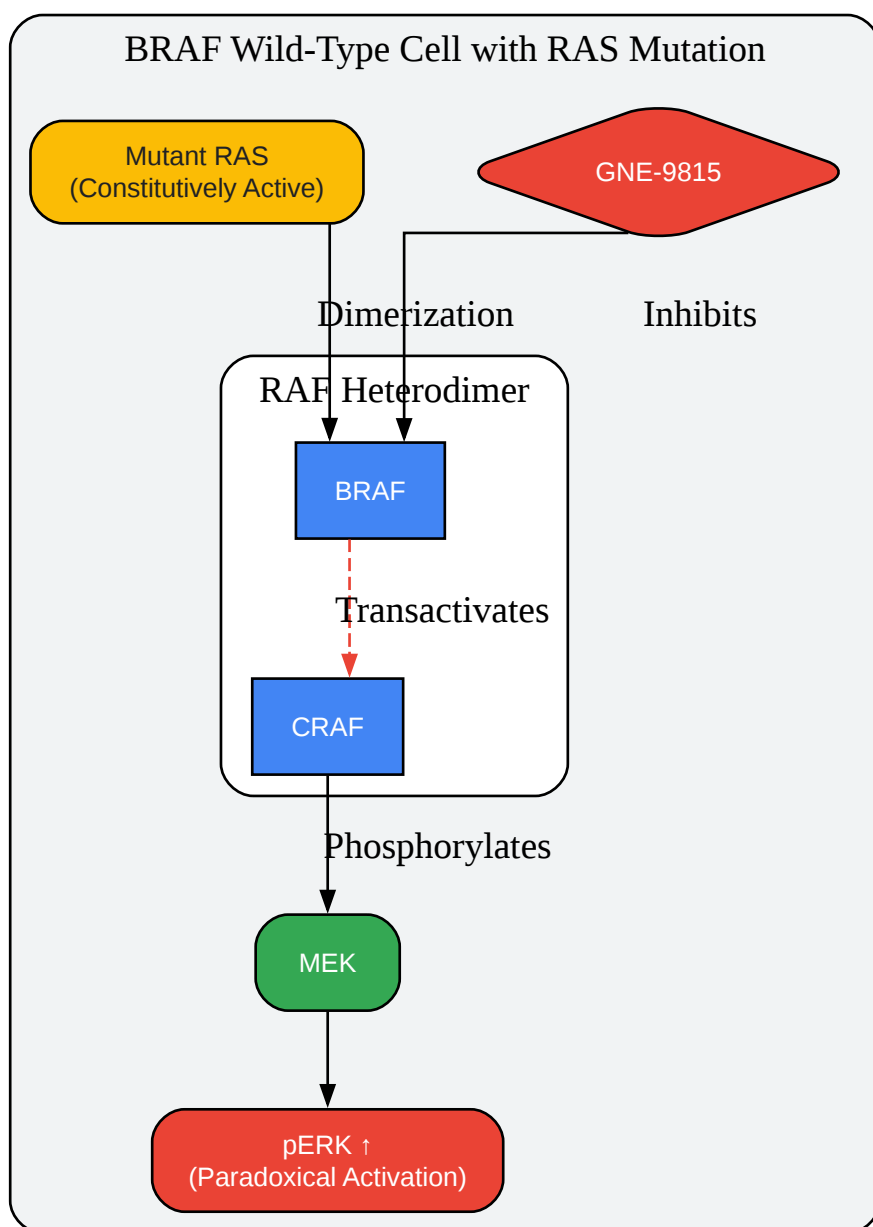 BRAF Wild-Type Cell with RAS Mutation
Mutant RAS
(Constitutively Active)
GNE-9815
Dimerization
Inhibits
RAF Heterodimer
BRAF
Transactivates
CRAF
Phosphorylates
MEK
pERK ↑
(Paradoxical Activation)